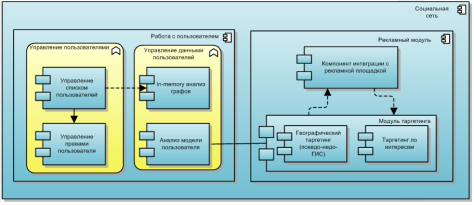 Социальная
сеть
Работа с пользователем
Рекламный модуль
Управление пользователями
Управление данными
пользователей
Управление
списком
пользователей
In-memory анализ
графов
Компонент интеграции с
рекламной площадкой
Управление
правами
пользователя
Анализ модели
пользователя
Модуль таргетинга
Географический
таргетинг
(псевдо-недо-
ГИС)
Таргетинг по
интересам